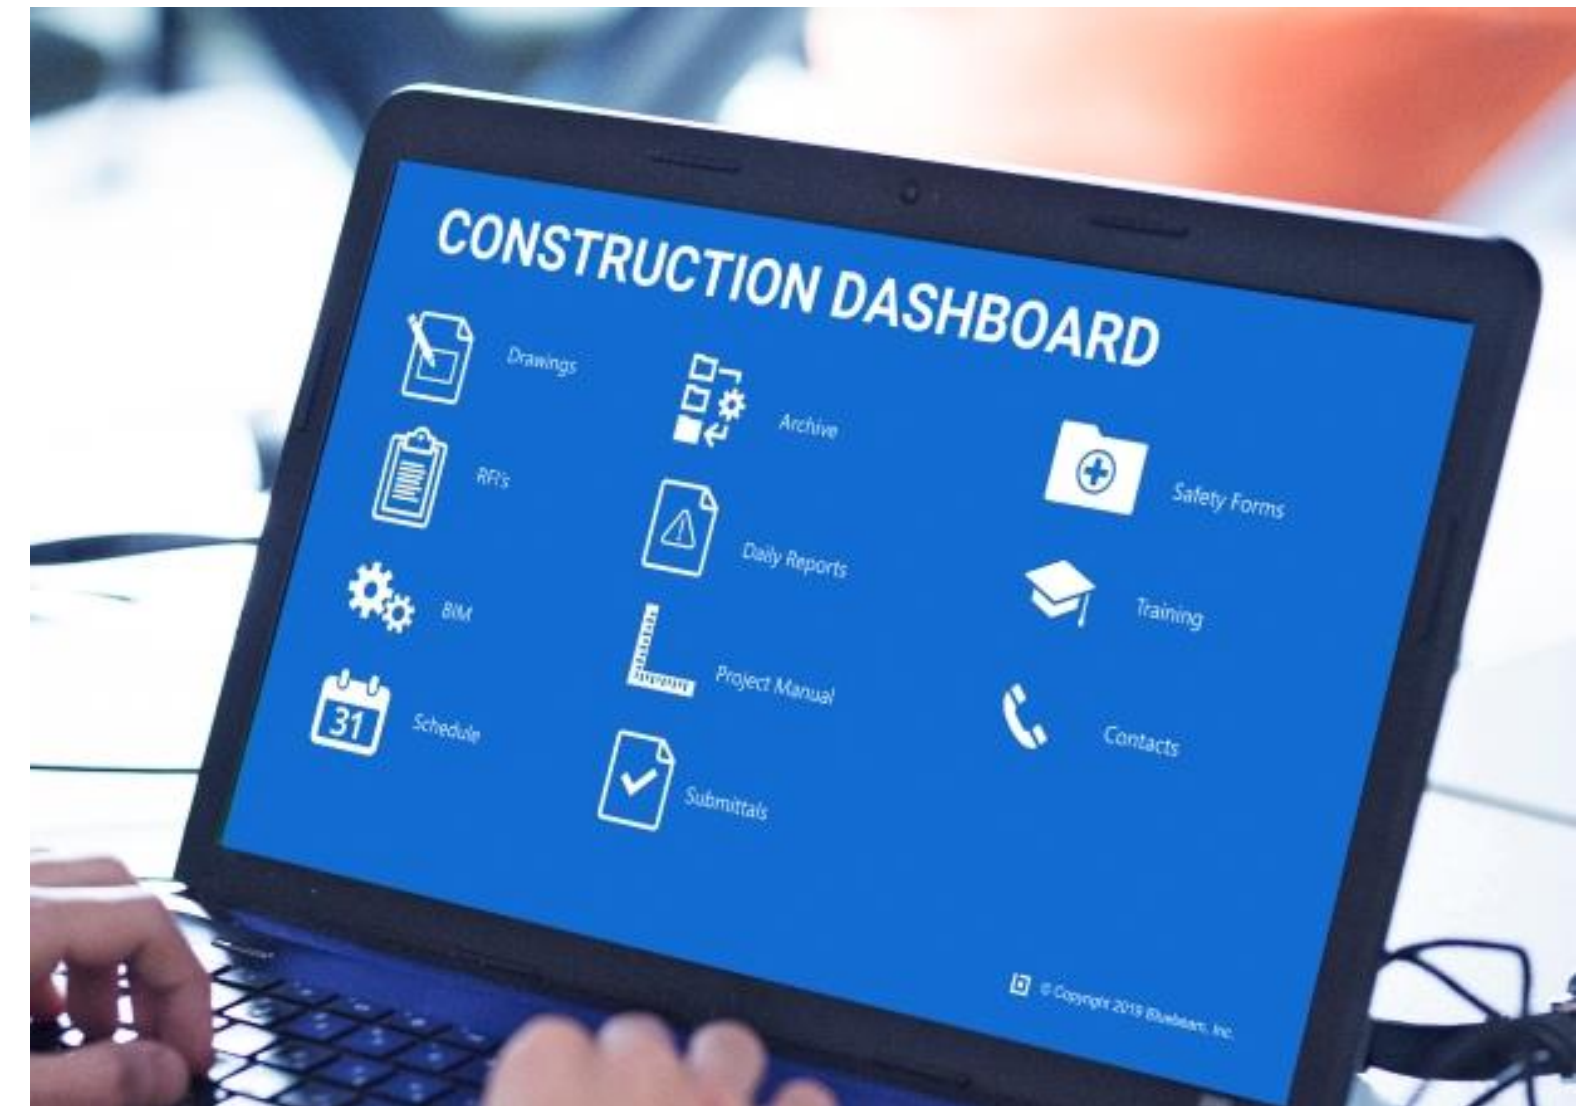 CONSTRUCTION DASHBOARD
Drawings
RFI's
BIM
31
Schedule
Archive
Daily Reports
Project Manual
Submittals
Safety Forms
Training
Contacts
© Copyright 2019 Bluebeam, Inc.